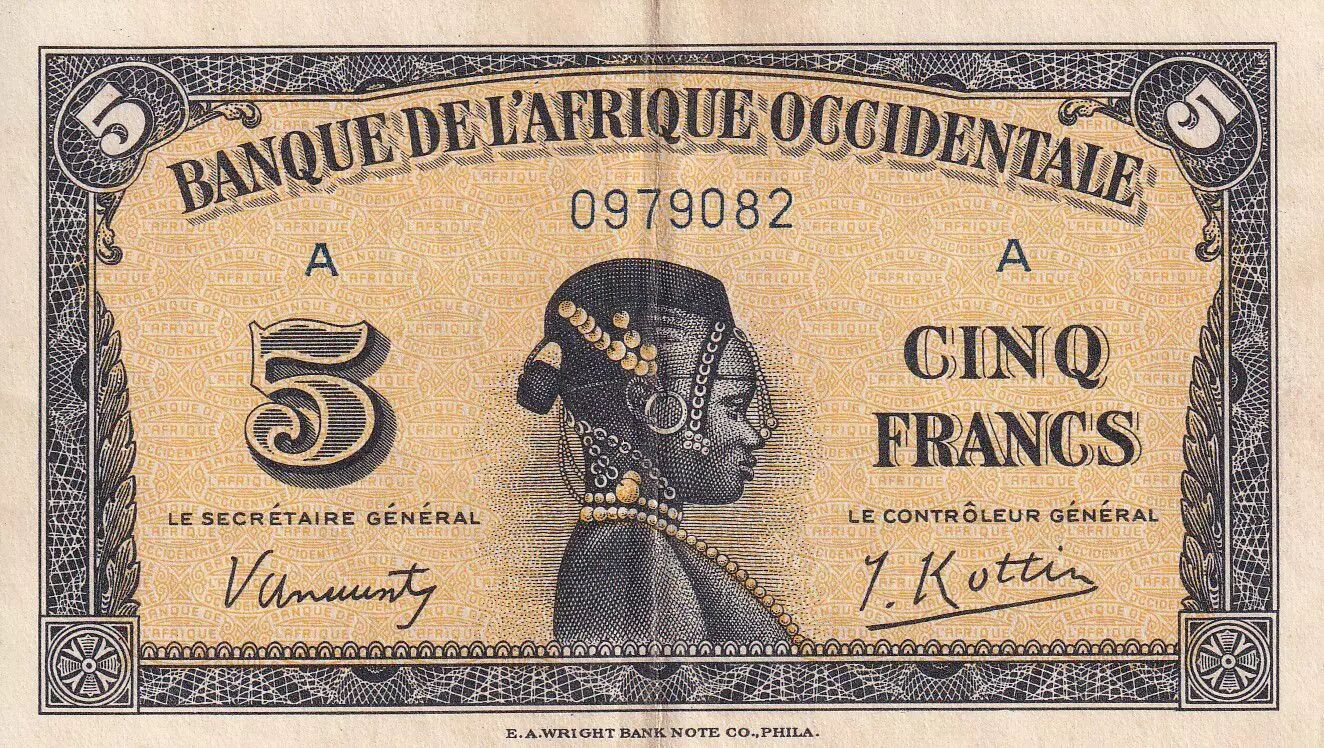 5
5
BANQUE DE L'AFRIQUE OCCIDENTALE
0979082
A
A
5
CINQ
FRANCS
LE SECRÉTAIRE GÉNÉRAL
LE CONTRÔLEUR GÉNÉRAL
J. Kottin
E. A. WRIGHT BANK NOTE CO., PHILA.